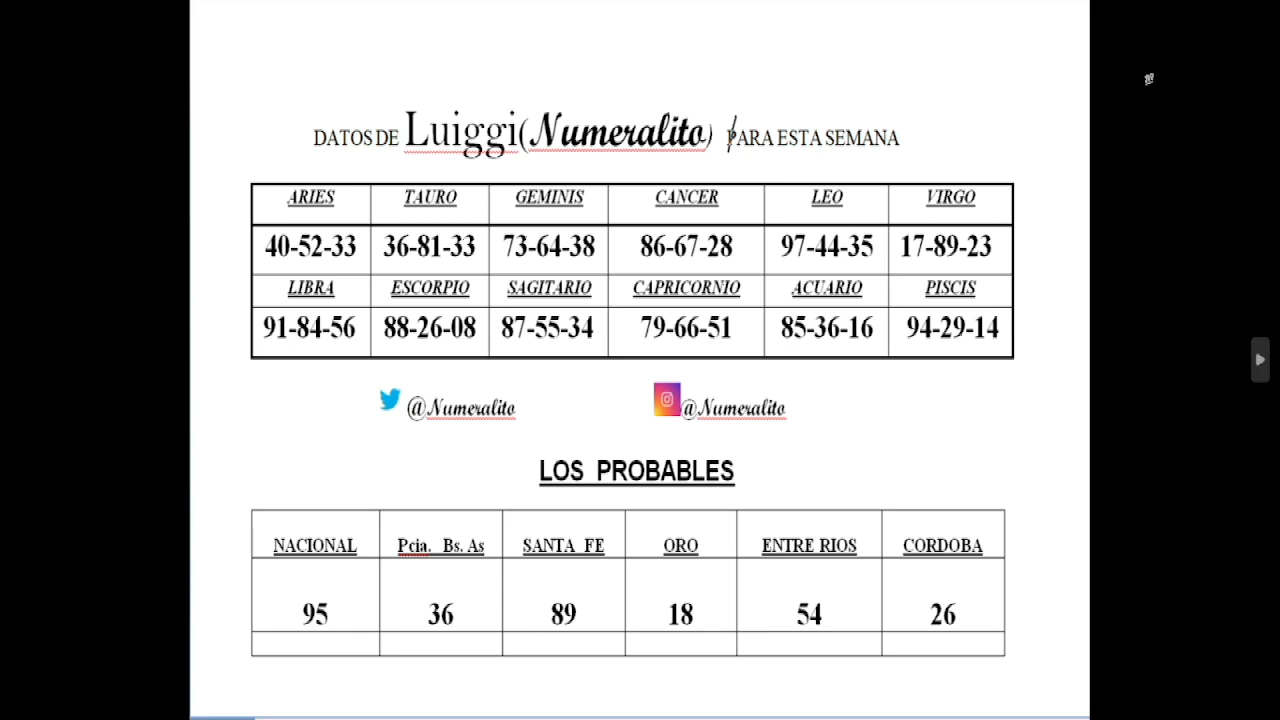 DATOS DE Luiggi(Numeralito) PARA ESTA SEMANA
ARIES TAURO GEMINIS CANCER LEO VIRGO
40-52-33 36-81-33 73-64-38 86-67-28 97-44-35 17-89-23
LIBRA ESCORPIO SAGITARIO CAPRICORNIO ACUARIO PISCIS
91-84-56 88-26-08 87-55-34 79-66-51 85-36-16 94-29-14
@Numeralito @Numeralito
LOS PROBABLES
NACIONAL Pcia. Bs. As SANTA FE ORO ENTRE RIOS CORDOBA
95 36 89 18 54 26